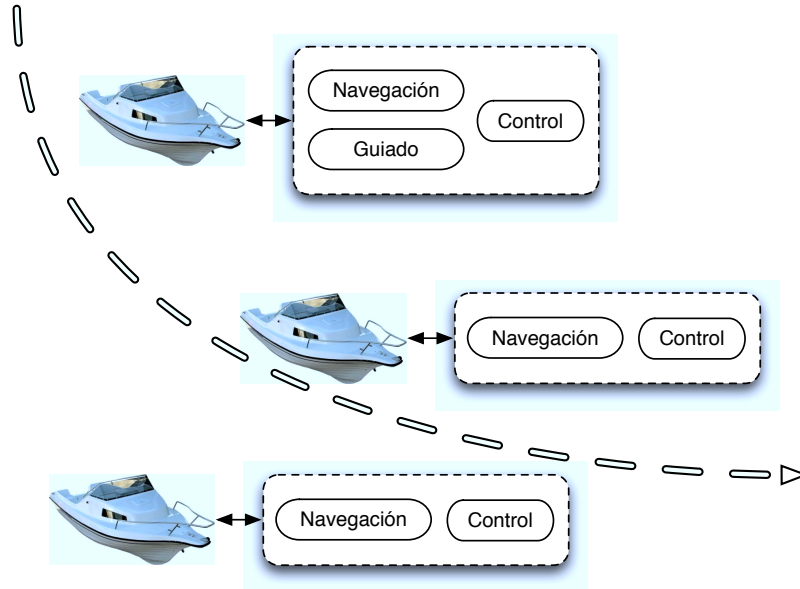 Navegación
Guiado
Control
Navegación
Control
Navegación
Control